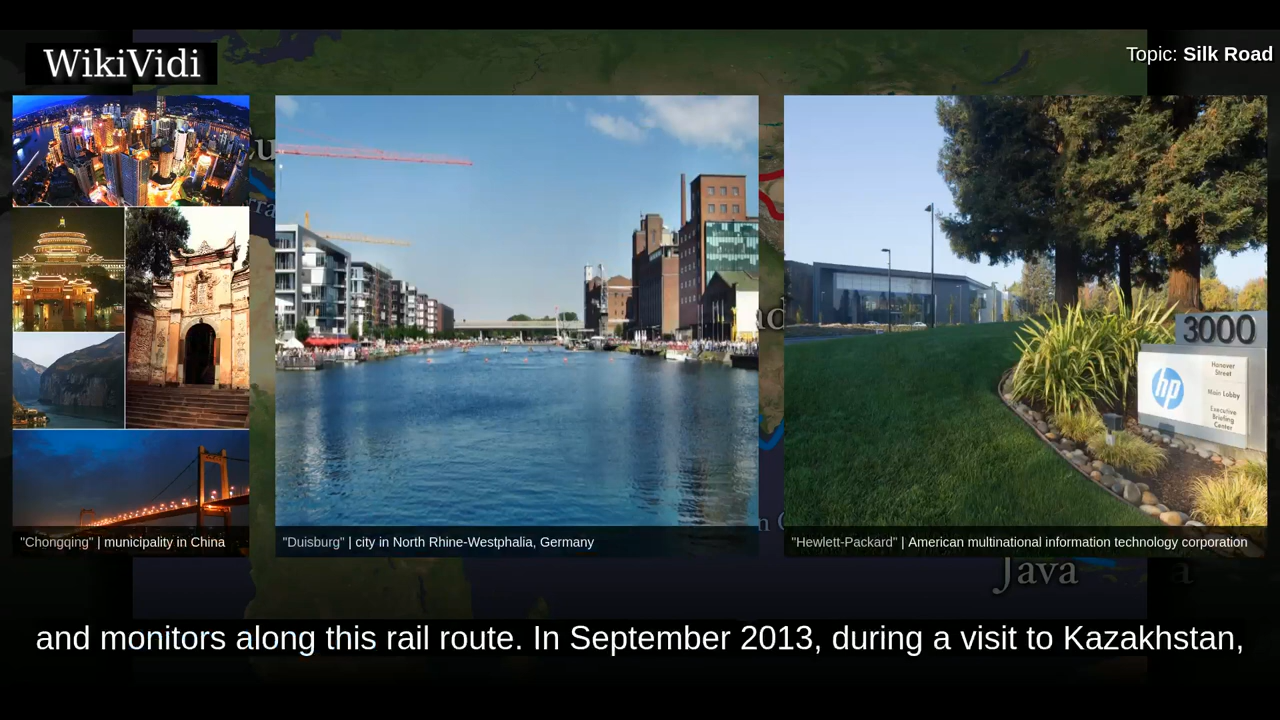 WikiVidi
Topic: Silk Road
3000
hp
Hanover
Street
Main Lobby
Executive
Briefing
Center
"Chongqing" | municipality in China
"Duisburg" | city in North Rhine-Westphalia, Germany
"Hewlett-Packard" | American multinational information technology corporation
Java
and monitors along this rail route. In September 2013, during a visit to Kazakhstan,